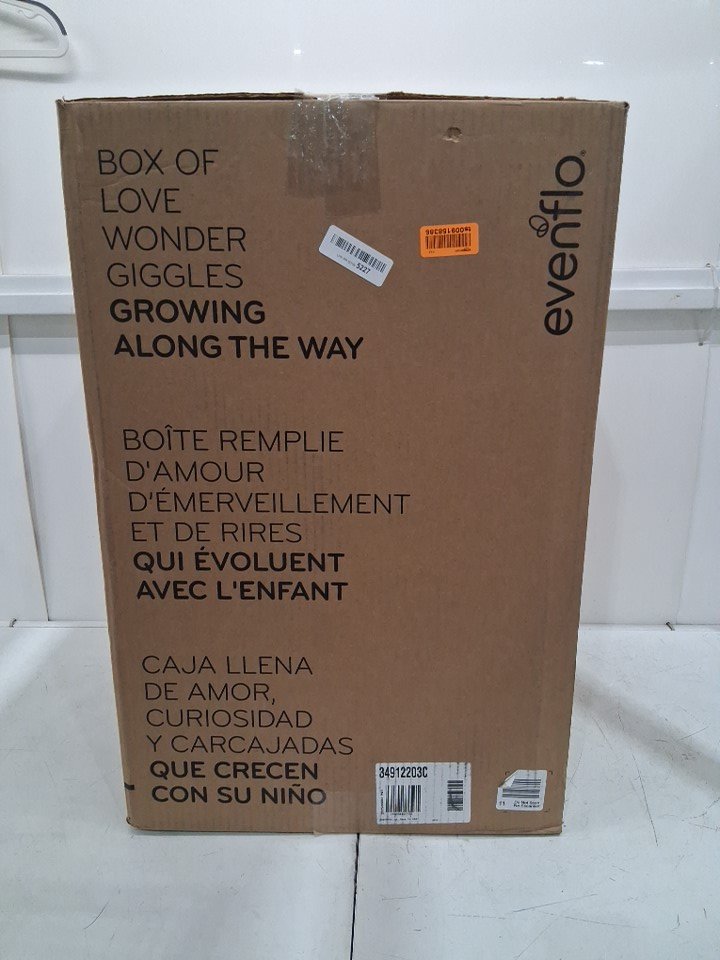 BOX OF
LOVE
WONDER
GIGGLES
GROWING
ALONG THE WAY
evenflo
5227
BOÎTE REMPLIE
D'AMOUR
D'ÉMERVEILLEMENT
ET DE RIRES
QUI ÉVOLUENT
AVEC L'ENFANT
CAJA LLENA
DE AMOR,
CURIOSIDAD
Y CARCAJADAS
QUE CRECEN
CON SU NIÑO
34912203C